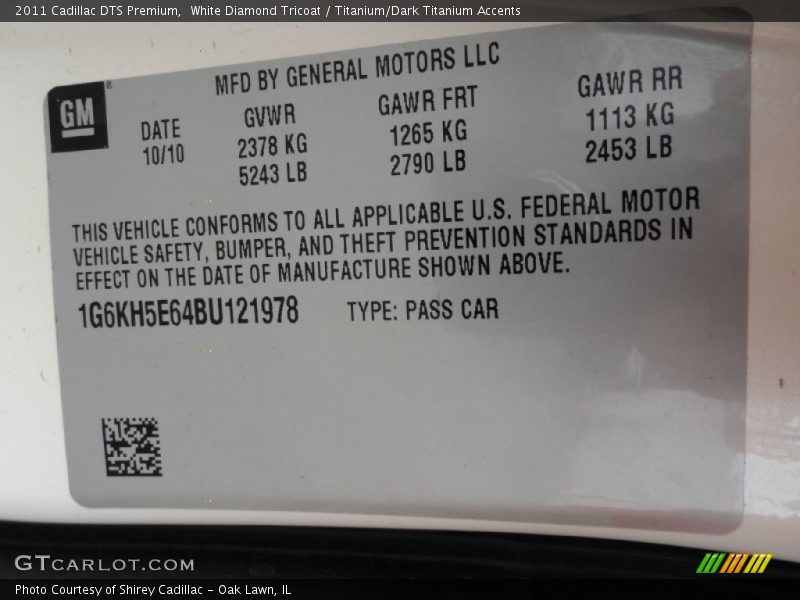 2011 Cadillac DTS Premium,  White Diamond Tricoat / Titanium/Dark Titanium Accents
MFD BY GENERAL MOTORS LLC
GM ®
DATE GVWR GAWR FRT GAWR RR
10/10 2378 KG 1265 KG 1113 KG
5243 LB 2790 LB 2453 LB
THIS VEHICLE CONFORMS TO ALL APPLICABLE U.S. FEDERAL MOTOR
VEHICLE SAFETY, BUMPER, AND THEFT PREVENTION STANDARDS IN
EFFECT ON THE DATE OF MANUFACTURE SHOWN ABOVE.
1G6KH5E64BU121978 TYPE: PASS CAR
GTCARLOT.COM
Photo Courtesy of Shirey Cadillac - Oak Lawn, IL